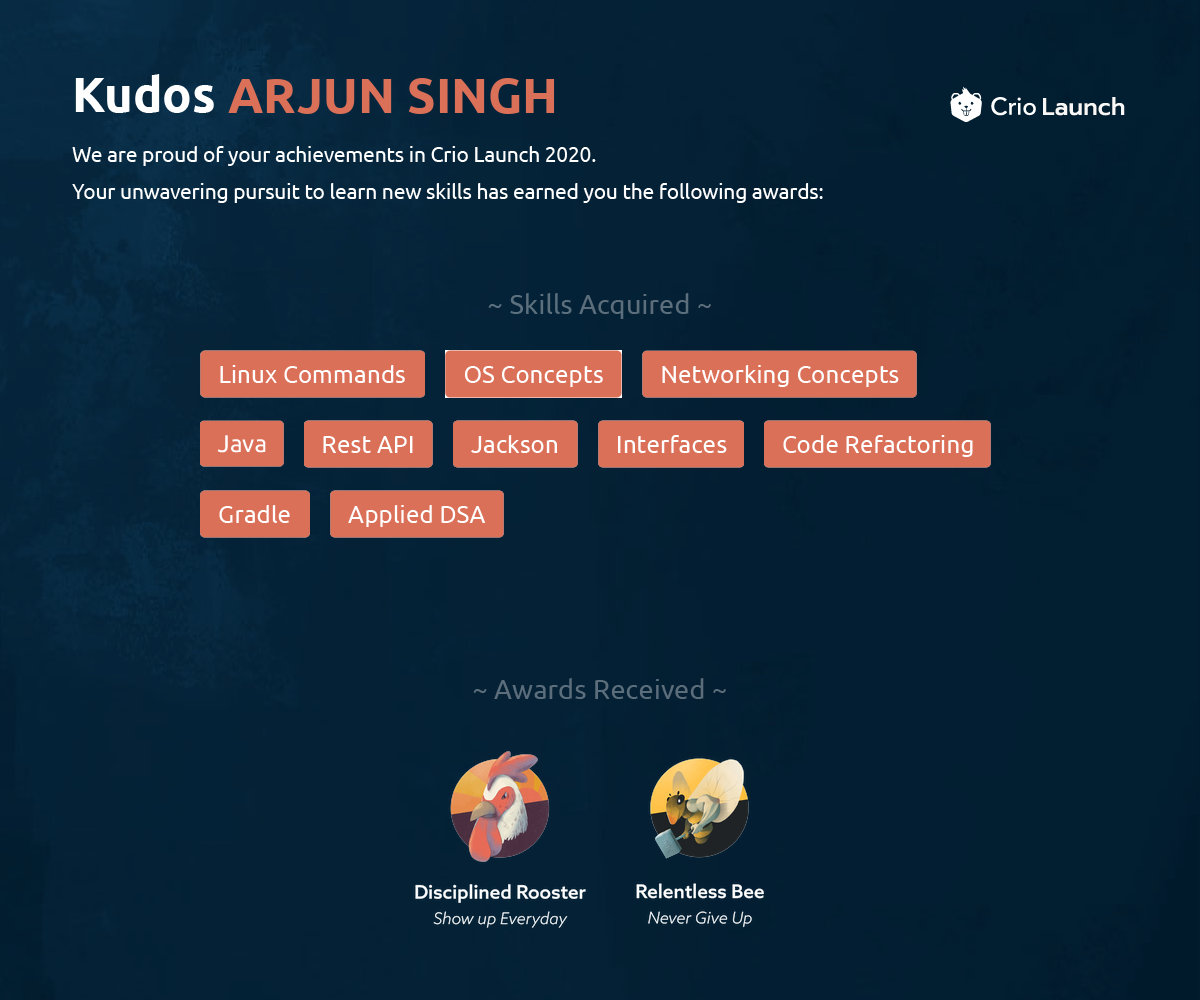 Kudos ARJUN SINGH
Crio Launch
We are proud of your achievements in Crio Launch 2020.
Your unwavering pursuit to learn new skills has earned you the following awards:
~ Skills Acquired ~
Linux Commands OS Concepts Networking Concepts
Java Rest API Jackson Interfaces Code Refactoring
Gradle Applied DSA
~ Awards Received ~
Disciplined Rooster Relentless Bee
Show up Everyday Never Give Up